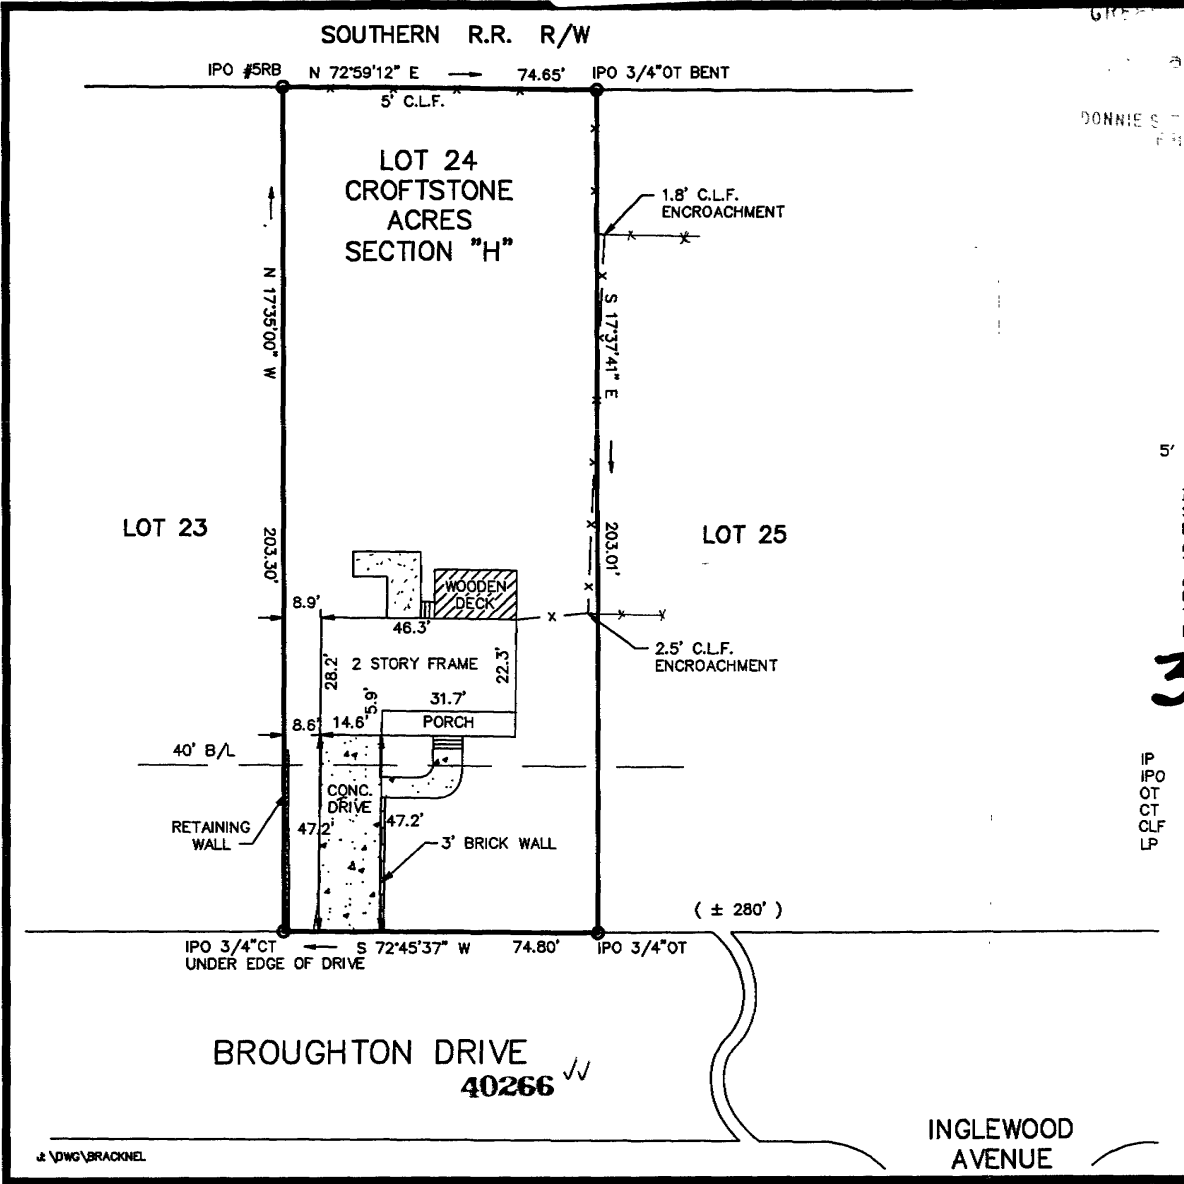 SOUTHERN R.R. R/W
IPO #5RB
N 72°59'12" E
74.65'
IPO 3/4"OT BENT
5' C.L.F.
DONNIE S
LOT 24
CROFTSTONE
ACRES
SECTION "H"
1.8' C.L.F.
ENCROACHMENT
N 17°35'00" W
S 17°37'41" E
5'
LOT 23
203.30'
203.01'
LOT 25
WOODEN
DECK
8.9'
46.3'
2 STORY FRAME
28.2'
22.3'
2.5' C.L.F.
ENCROACHMENT
5.9'
31.7'
8.6'
14.6'
PORCH
40' B/L
CONC.
DRIVE
RETAINING
WALL
47.2'
47.2'
3' BRICK WALL
IP
IPO
OT
CT
CLF
LP
( ± 280' )
IPO 3/4"CT
UNDER EDGE OF DRIVE
S 72°45'37" W
74.80'
IPO 3/4"OT
BROUGHTON DRIVE
40266
INGLEWOOD
AVENUE
\DWG\BRACKNEL